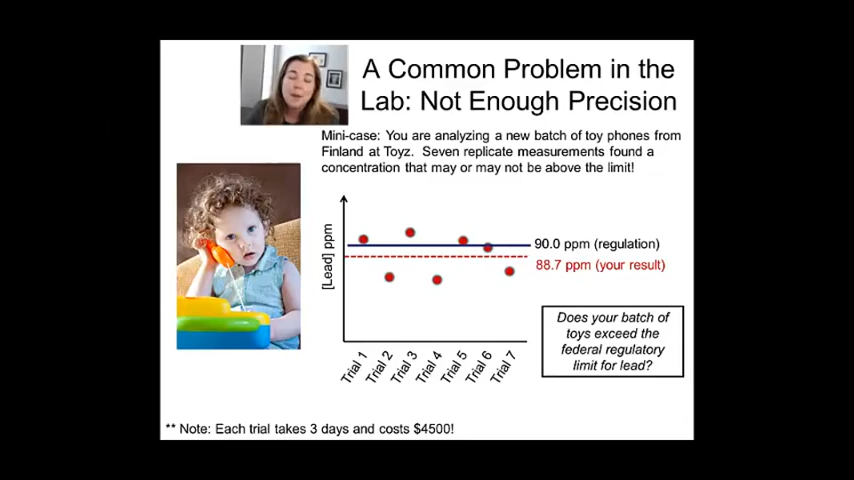 A Common Problem in the
Lab: Not Enough Precision
Mini-case: You are analyzing a new batch of toy phones from
Finland at Toyz. Seven replicate measurements found a
concentration that may or may not be above the limit!
[Lead] ppm
90.0 ppm (regulation)
88.7 ppm (your result)
Trial 1
Trial 2
Trial 3
Trial 4
Trial 5
Trial 6
Trial 7
Does your batch of
toys exceed the
federal regulatory
limit for lead?
** Note: Each trial takes 3 days and costs $4500!